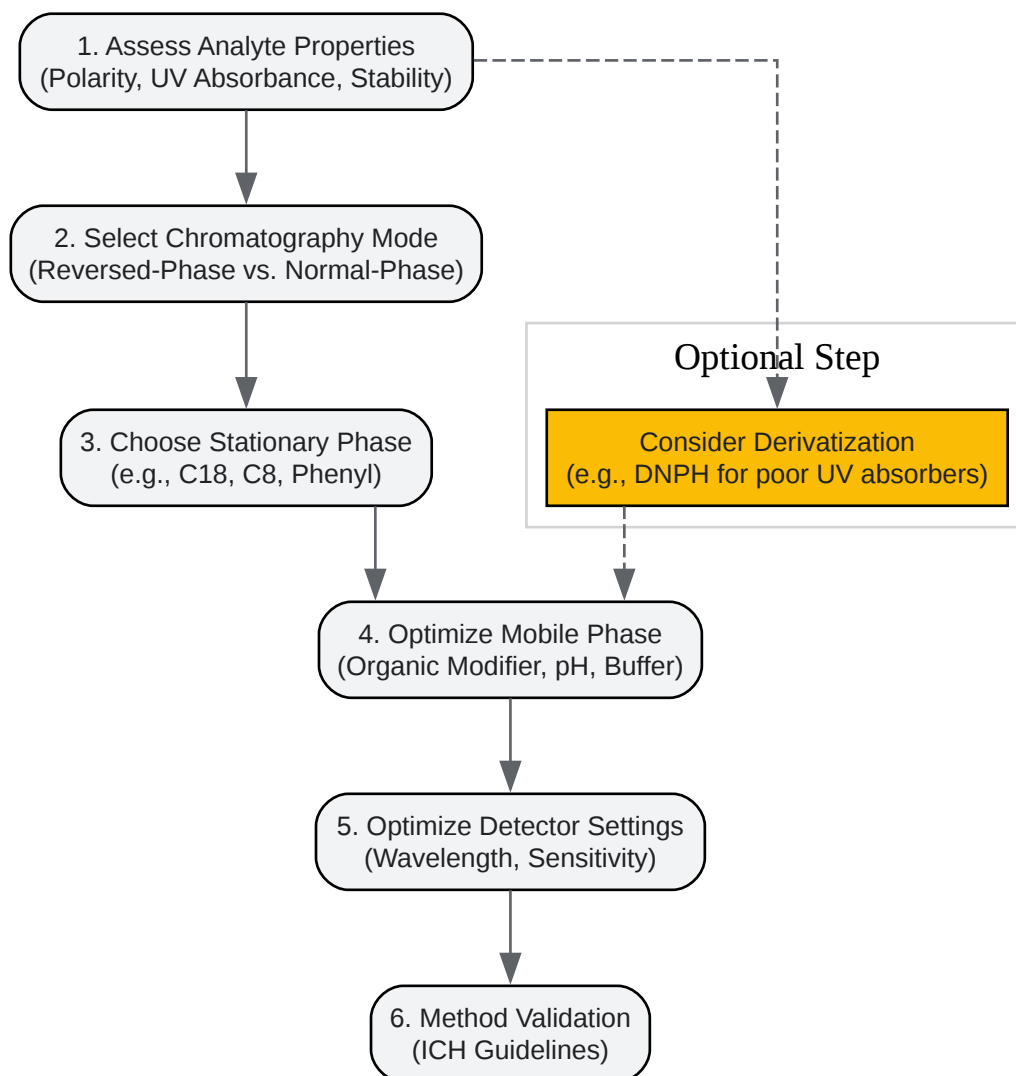 1. Assess Analyte Properties
(Polarity, UV Absorbance, Stability)
2. Select Chromatography Mode
(Reversed-Phase vs. Normal-Phase)
Optional Step
3. Choose Stationary Phase
(e.g., C18, C8, Phenyl)
Consider Derivatization
(e.g., DNPH for poor UV absorbers)
4. Optimize Mobile Phase
(Organic Modifier, pH, Buffer)
5. Optimize Detector Settings
(Wavelength, Sensitivity)
6. Method Validation
(ICH Guidelines)